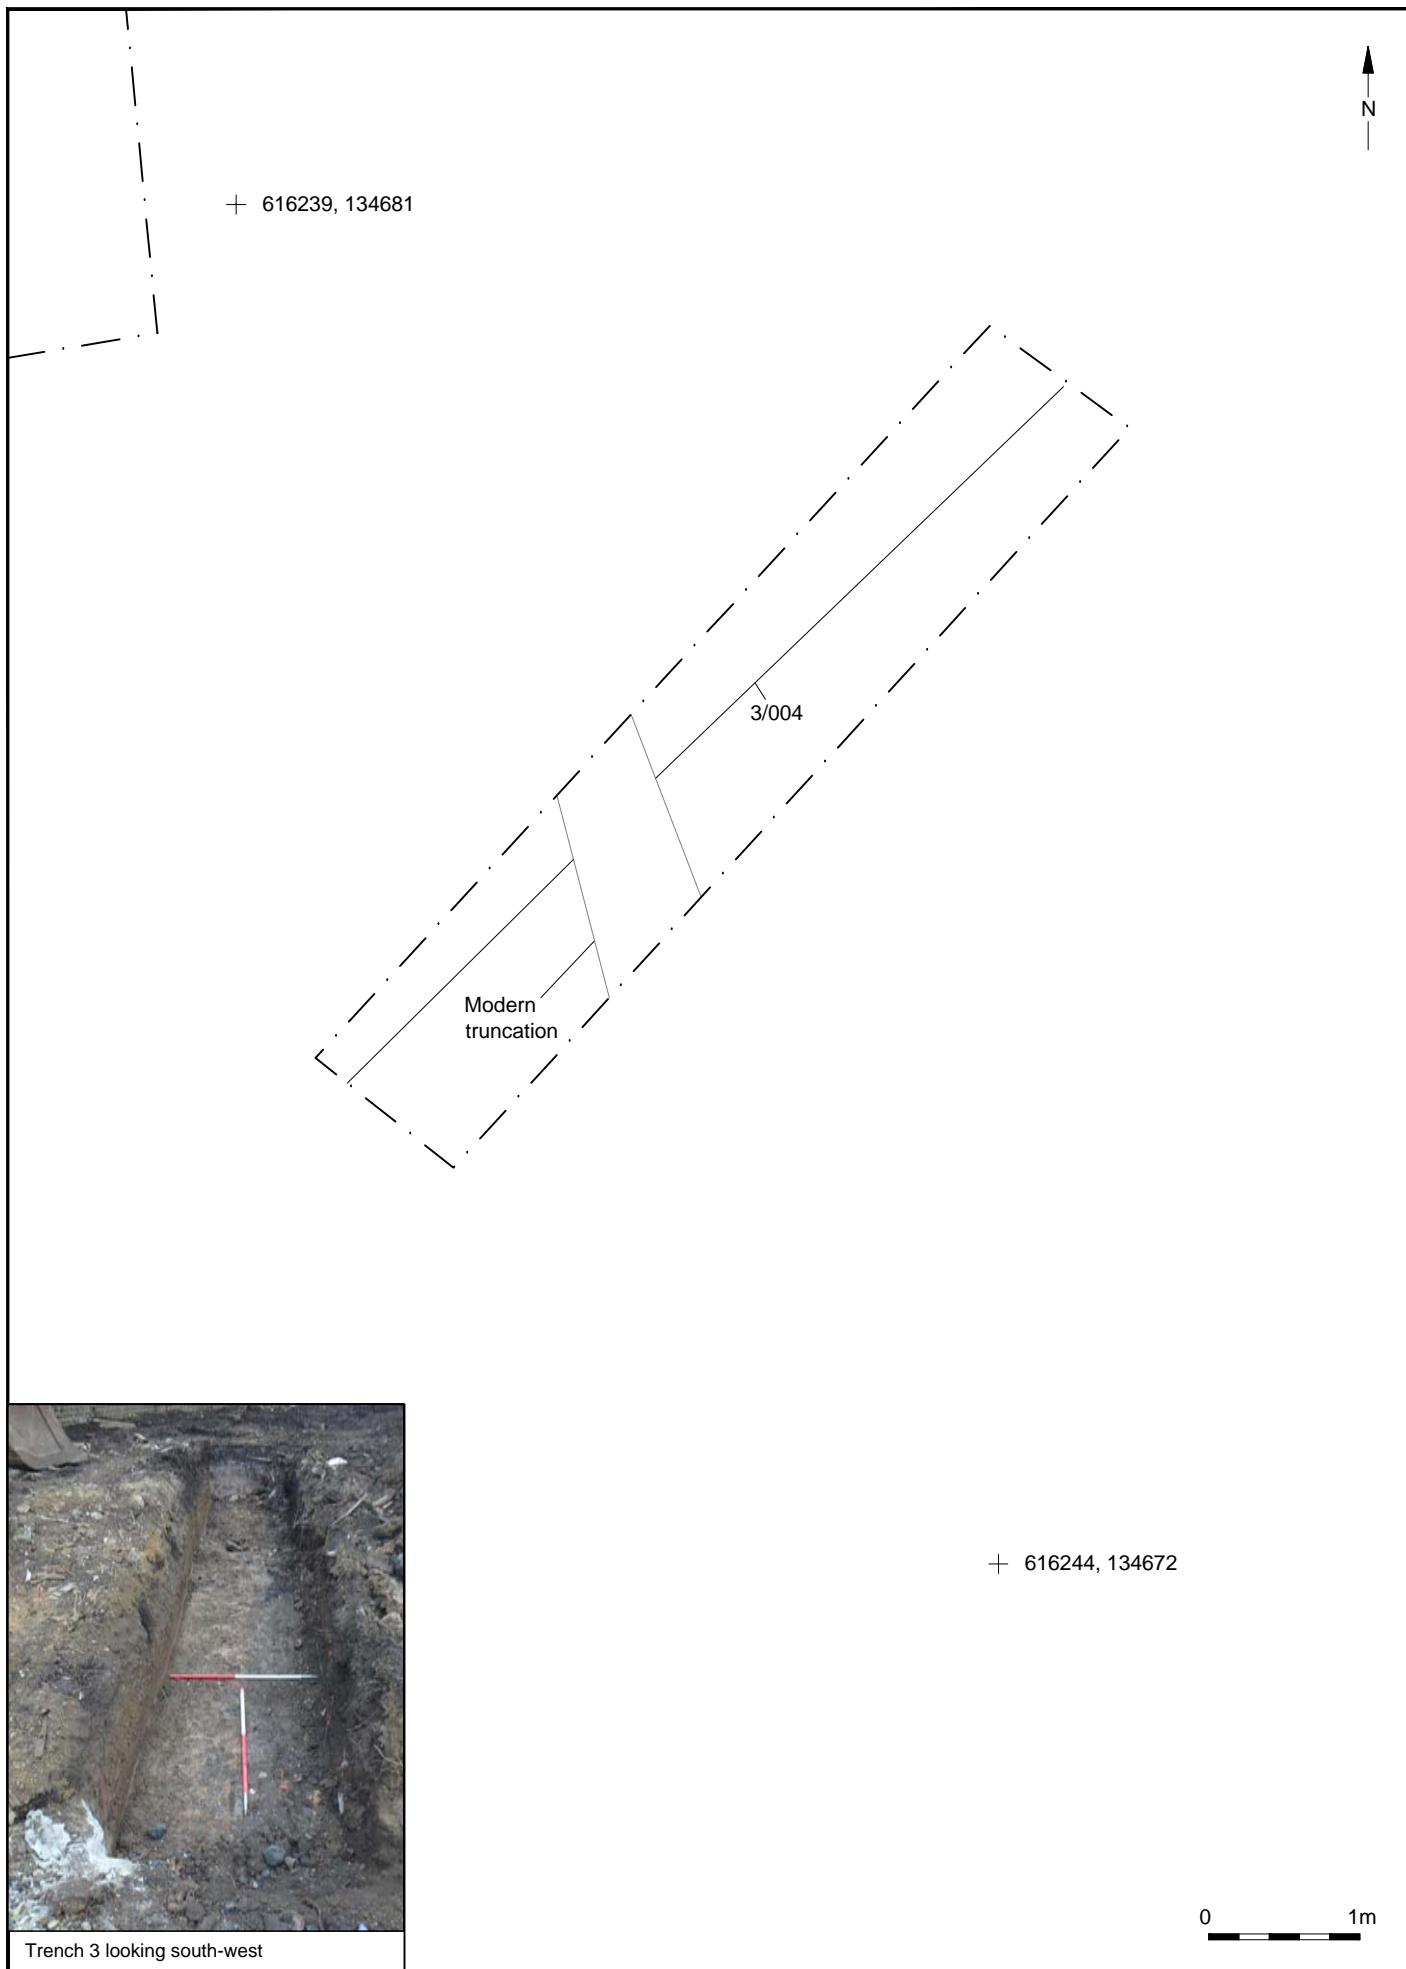 N
616239, 134681
3/004
Modern
truncation
616244, 134672
0 1m
Trench 3 looking south-west